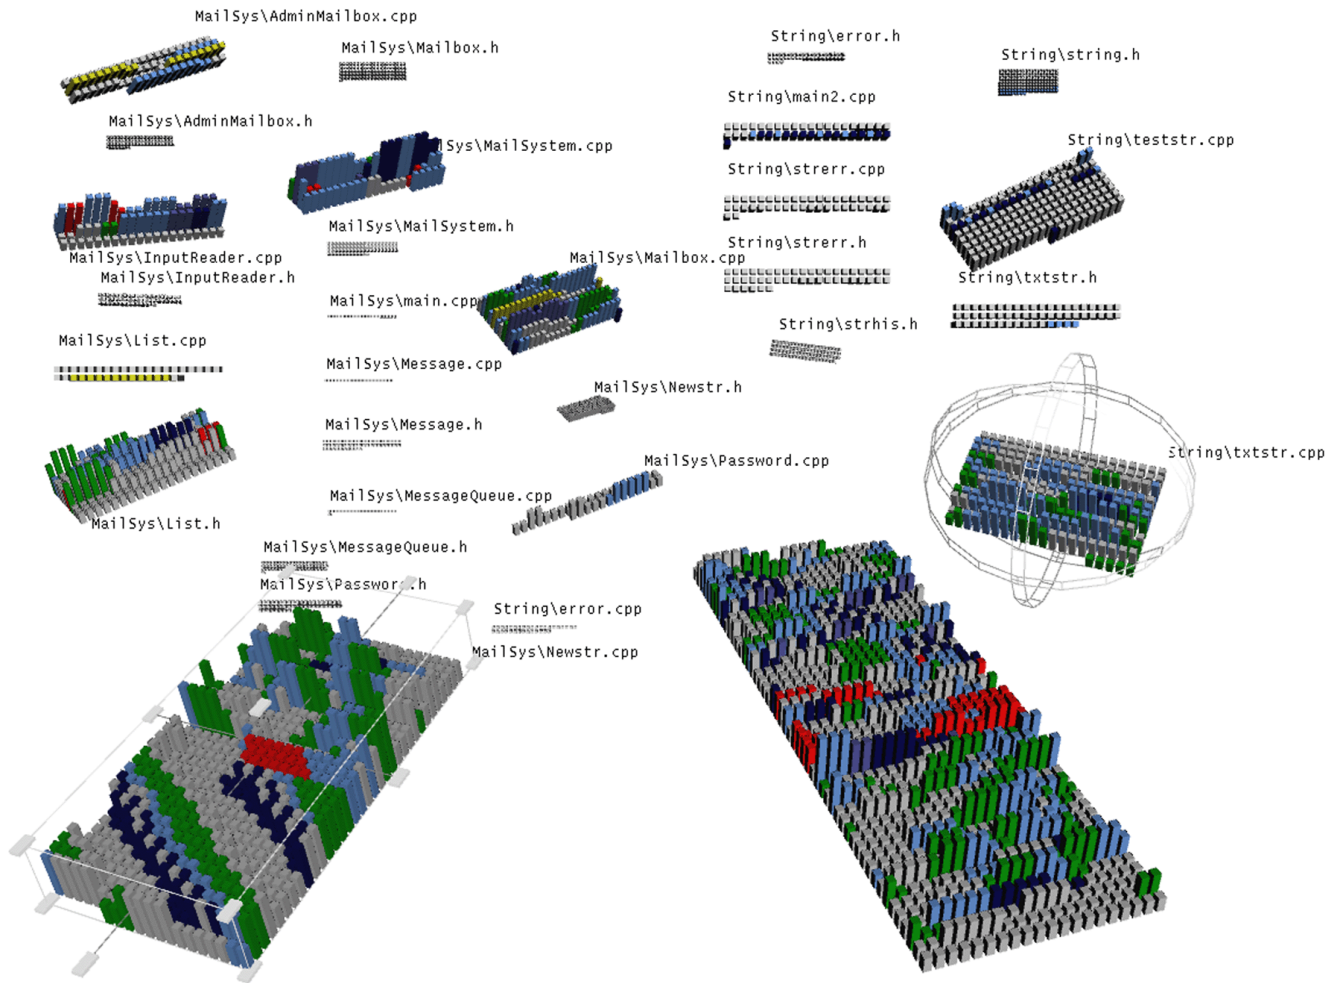 MailSys\AdminMailbox.cpp
MailSys\Mailbox.h
MailSys\AdminMailbox.h
ilSys\MailSystem.cpp
MailSys\InputReader.cpp
MailSys\InputReader.h
MailSys\MailSystem.h
MailSys\Mailbox.cpp
MailSys\main.cpp
MailSys\List.cpp
MailSys\Message.cpp
MailSys\Newstr.h
MailSys\Message.h
MailSys\Password.cpp
MailSys\MessageQueue.cpp
MailSys\List.h
MailSys\MessageQueue.h
MailSys\Password.h
String\error.cpp
MailSys\Newstr.cpp
String\error.h
String\string.h
String\main2.cpp
String\teststr.cpp
String\strerr.cpp
String\strerr.h
String\txtstr.h
String\strhis.h
String\txtstr.cpp